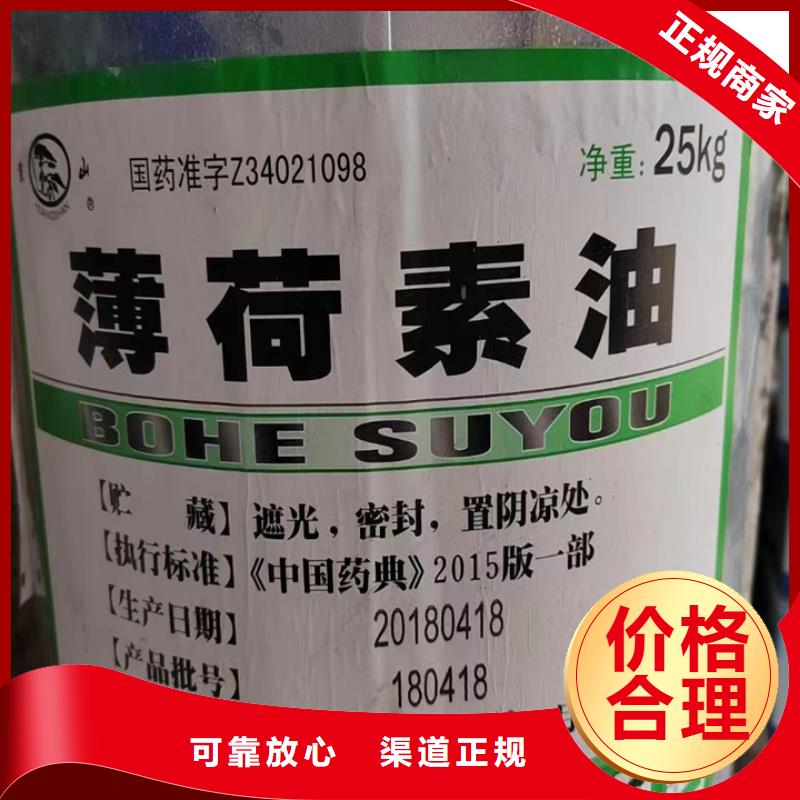 正规商家
山®
HUANGSHAN
国药准字Z34021098
净重: 25kg
薄荷素油
BOHE SUYOU
【贮 藏】遮光，密封，置阴凉处。
【执行标准】《中国药典》2015版一部
【生产日期】 20180418
【产品批号】 180418
价格合理
可靠放心 渠道正规